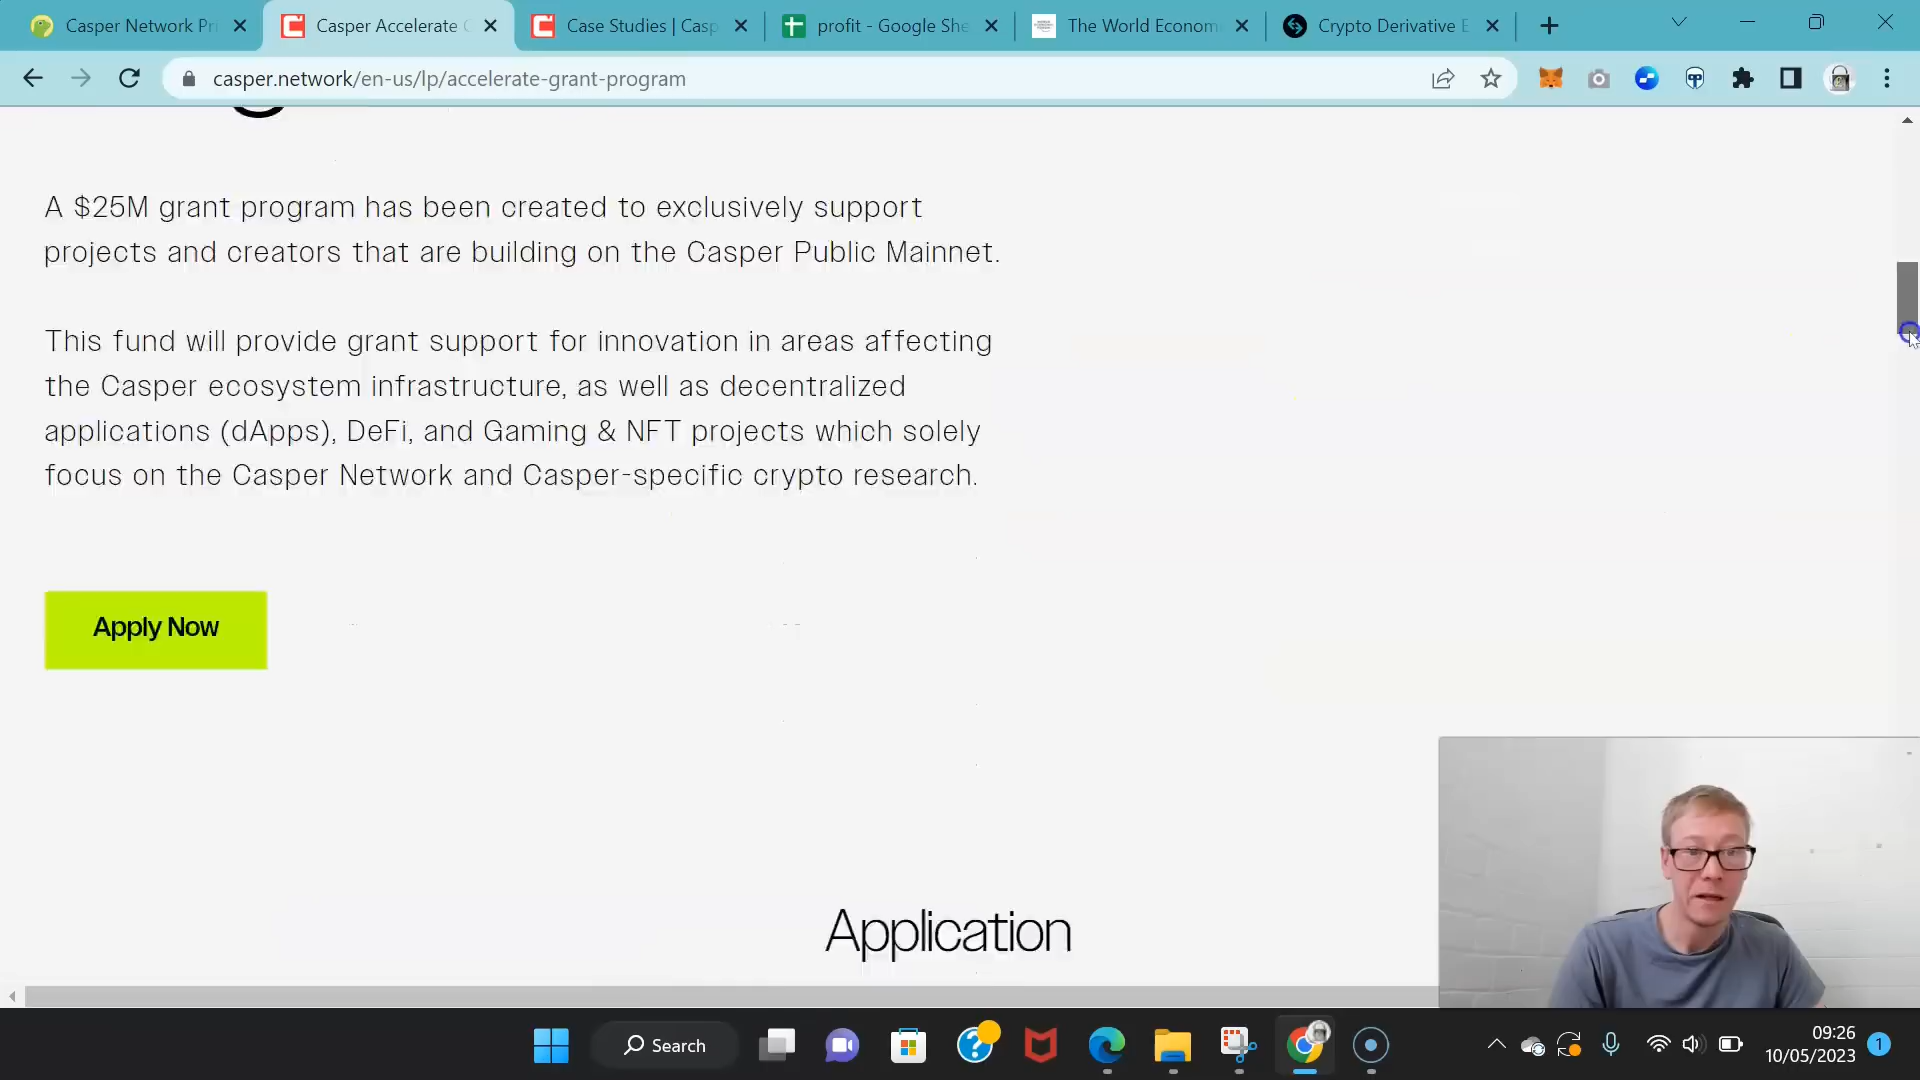 Casper Network Pri
Casper Accelerate G
Case Studies | Casp
profit - Google She
The World Econom
Crypto Derivative E
casper.network/en-us/lp/accelerate-grant-program
A $25M grant program has been created to exclusively support
projects and creators that are building on the Casper Public Mainnet.
This fund will provide grant support for innovation in areas affecting
the Casper ecosystem infrastructure, as well as decentralized
applications (dApps), DeFi, and Gaming & NFT projects which solely
focus on the Casper Network and Casper-specific crypto research.
Apply Now
Application
Search
09:26
10/05/2023
1